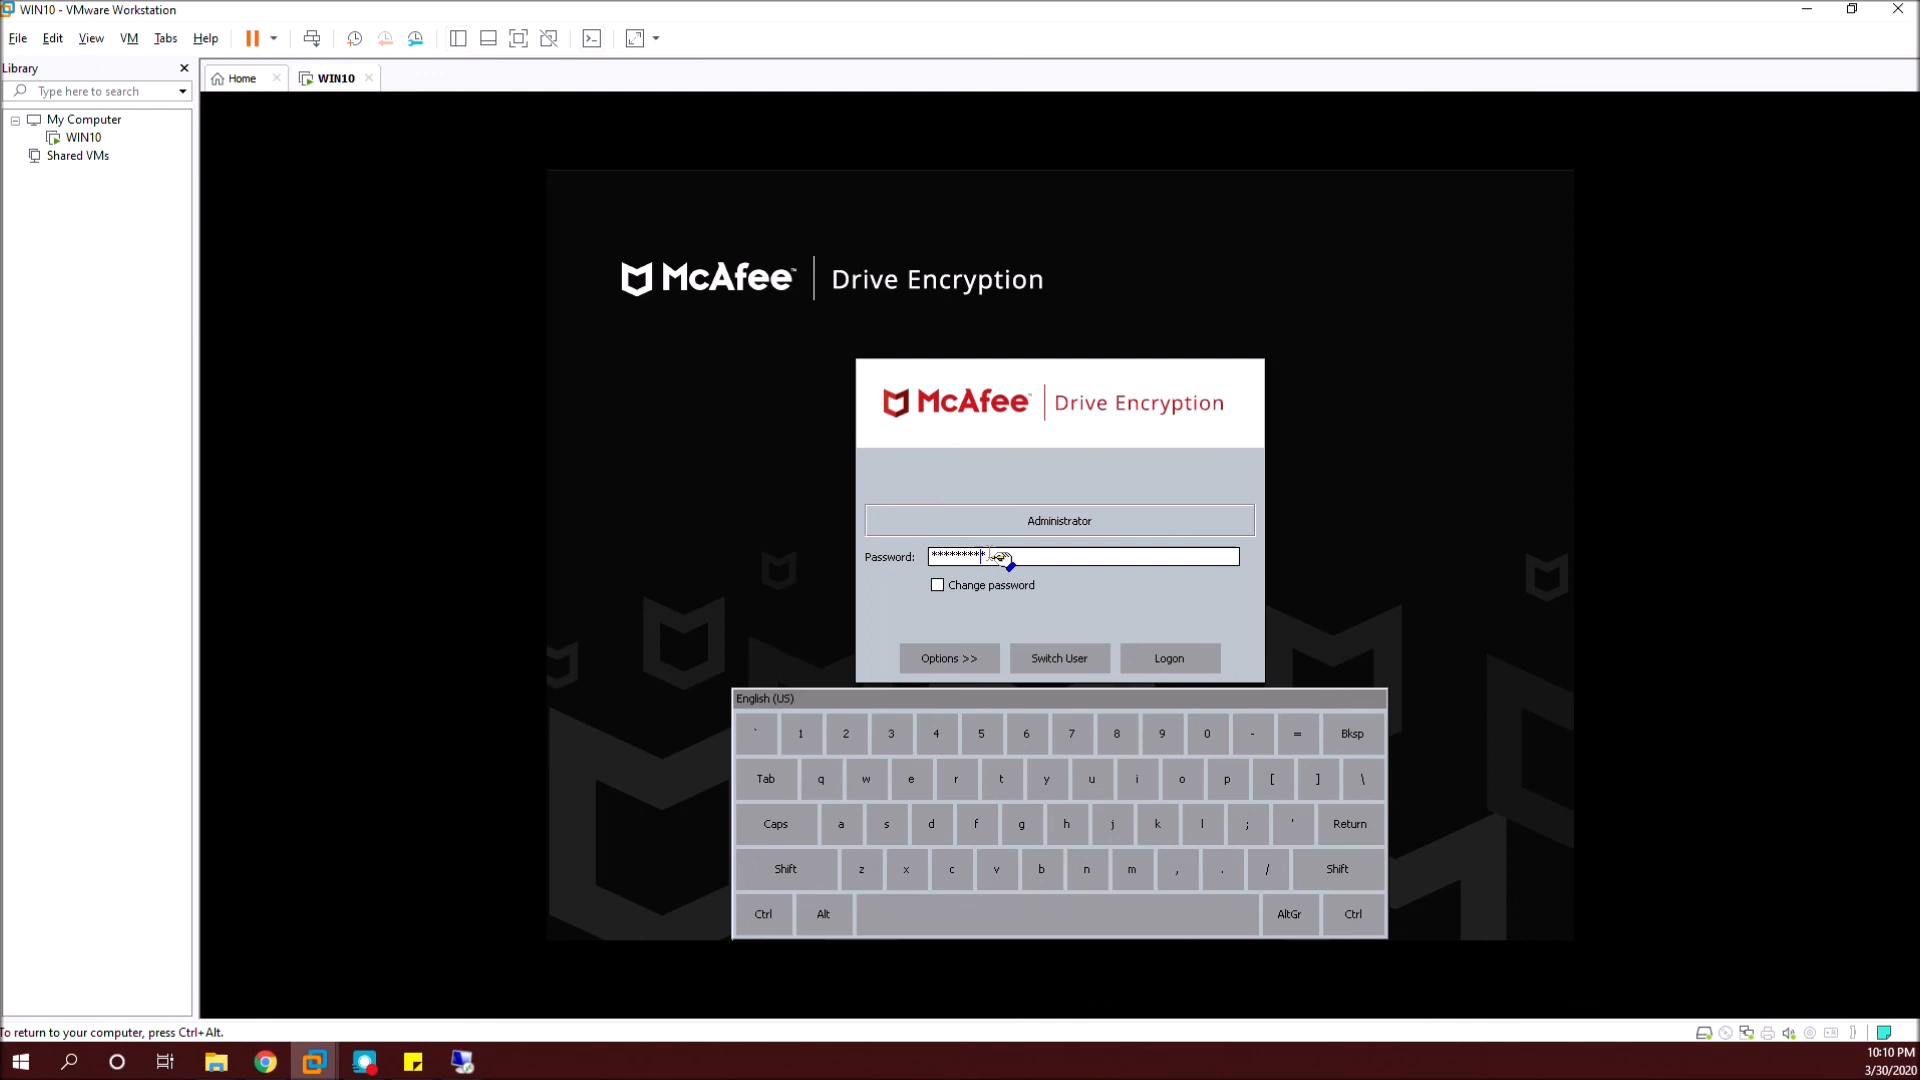 WIN10 - VMware Workstation
File Edit View VM Tabs Help
Library
Home
WIN10
Type here to search
My Computer
WIN10
Shared VMs
McAfee™ | Drive Encryption
McAfee™ | Drive Encryption
Administrator
Password: **********
Change password
Options >> Switch User Logon
English (US)
` 1 2 3 4 5 6 7 8 9 0 - = Bksp
Tab q w e r t y u i o p [ ] \
Caps a s d f g h j k l ; ' Return
Shift z x c v b n m , . / Shift
Ctrl Alt AltGr Ctrl
To return to your computer, press Ctrl+Alt.
10:10 PM
3/30/2020